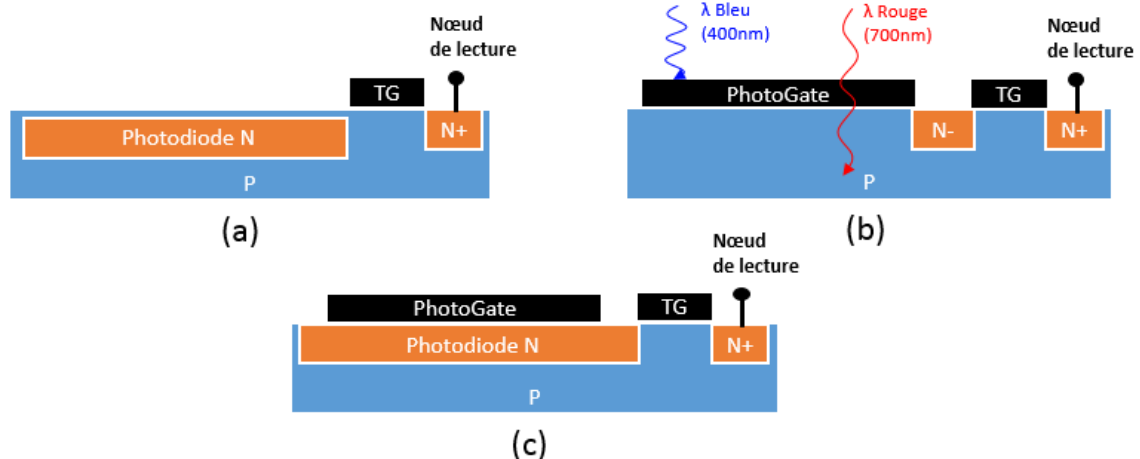 Nœud
de lecture
TG
Photodiode N
N+
P
(a)
λ Bleu
(400nm)
λ Rouge
(700nm)
Nœud
de lecture
PhotoGate
TG
N-
N+
P
(b)
Nœud
de lecture
PhotoGate
TG
Photodiode N
N+
P
(c)